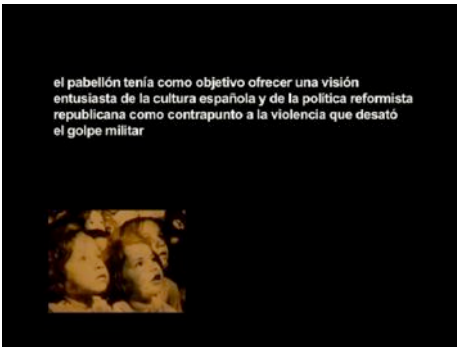 el pabellón tenía como objetivo ofrecer una visión
entusiasta de la cultura española y de la política reformista
republicana como contrapunto a la violencia que desató
el golpe militar